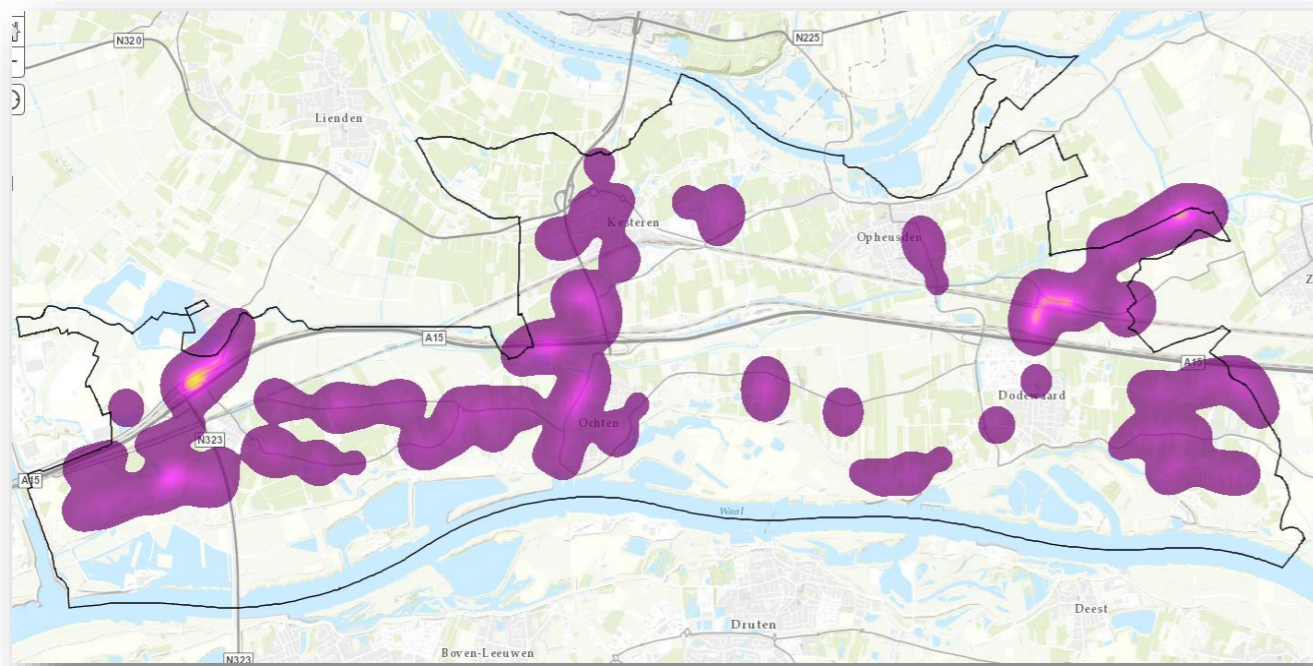 N320
N225
Lienden
Kesteren
Opheusden
A15
A15
Dodewaard
Ochten
N323
A15
Waal
Deest
Druten
Boven-Leeuwen
N323